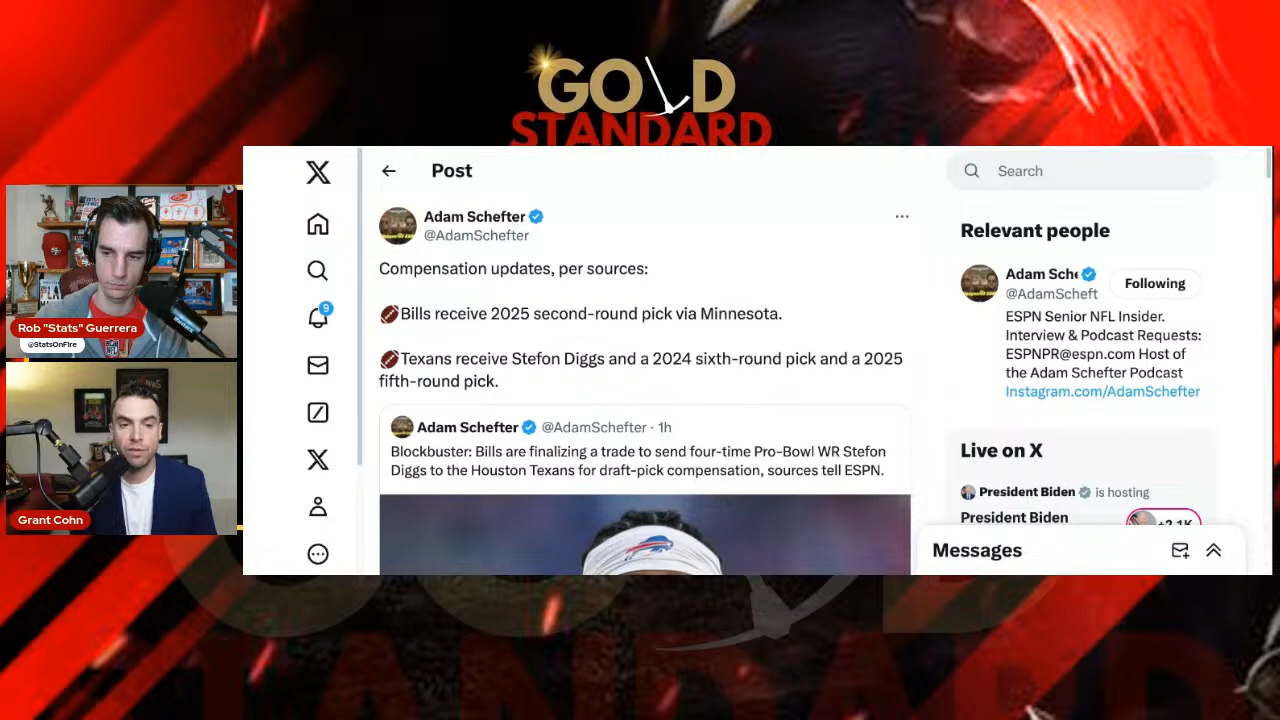 GOLD
STANDARD
Post
Search
Adam Schefter
@AdamSchefter
Compensation updates, per sources:
🏈Bills receive 2025 second-round pick via Minnesota.
🏈Texans receive Stefon Diggs and a 2024 sixth-round pick and a 2025
fifth-round pick.
Adam Schefter @AdamSchefter · 1h
Blockbuster: Bills are finalizing a trade to send four-time Pro-Bowl WR Stefon
Diggs to the Houston Texans for draft-pick compensation, sources tell ESPN.
9
Relevant people
Adam Sche
@AdamScheft
Following
ESPN Senior NFL Insider.
Interview & Podcast Requests:
ESPNPR@espn.com Host of
the Adam Schefter Podcast
Instagram.com/AdamSchefter
Live on X
President Biden is hosting
President Biden
+2.1K
Messages
Rob "Stats" Guerrera
@StatsOnFire
Grant Cohn